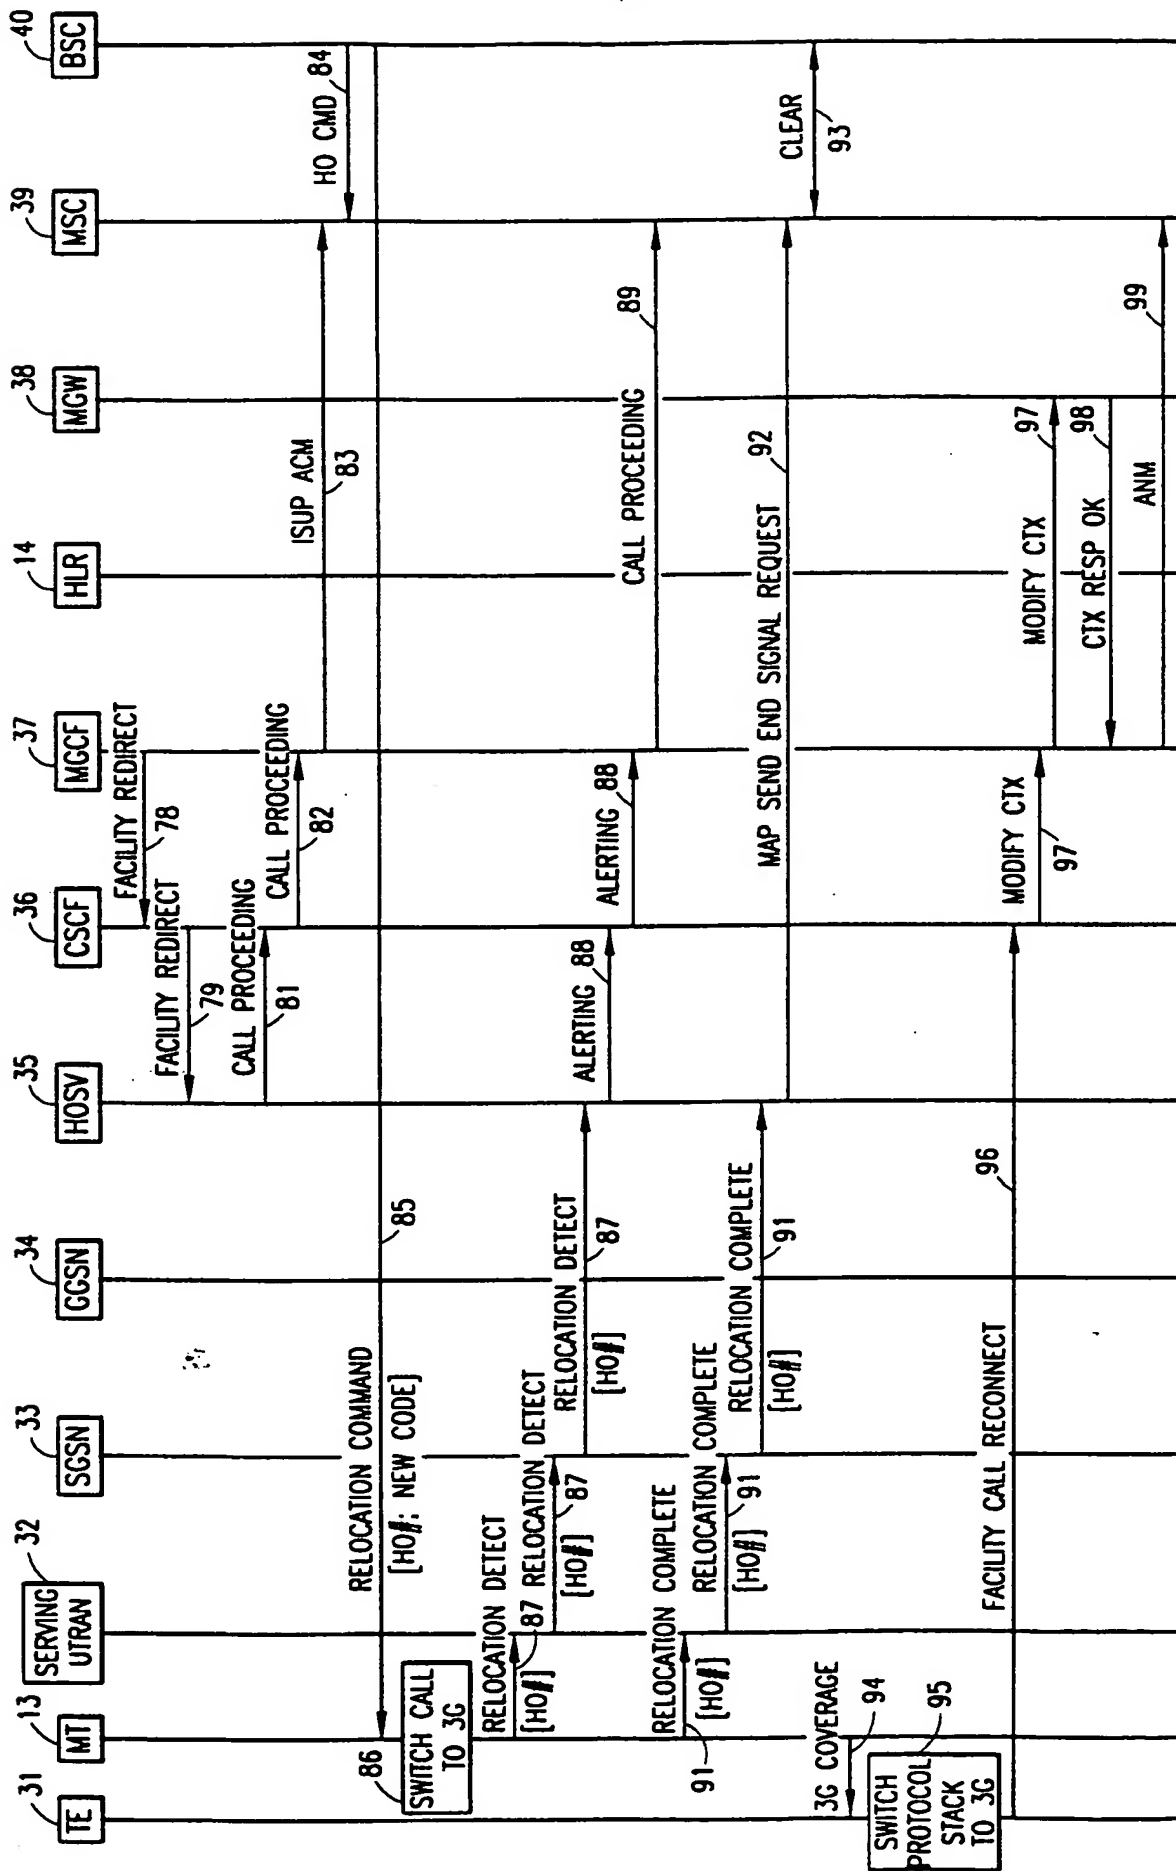 31
TE
13
MT
32
SERVING
UTRAN
33
SGSN
34
GGSN
35
HOSV
36
CSCF
37
MGCF
14
HLR
38
MGW
39
MSC
40
BSC
FACILITY REDIRECT
78
FACILITY REDIRECT
79
CALL PROCEEDING
81
CALL PROCEEDING
82
ISUP ACM
83
HO CMD
84
RELOCATION COMMAND
[HO#: NEW CODE]
85
86
SWITCH CALL
TO 3G
RELOCATION DETECT
[HO#]
87
RELOCATION DETECT
[HO#]
87
RELOCATION DETECT
[HO#]
87
ALERTING
88
ALERTING
88
CALL PROCEEDING
89
RELOCATION COMPLETE
[HO#]
91
RELOCATION COMPLETE
[HO#]
91
RELOCATION COMPLETE
[HO#]
91
MAP SEND END SIGNAL REQUEST
92
CLEAR
93
3G COVERAGE
94
SWITCH
PROTOCOL
STACK
TO 3G
95
FACILITY CALL RECONNECT
96
MODIFY CTX
97
MODIFY CTX
97
CTX RESP OK
98
ANM
99